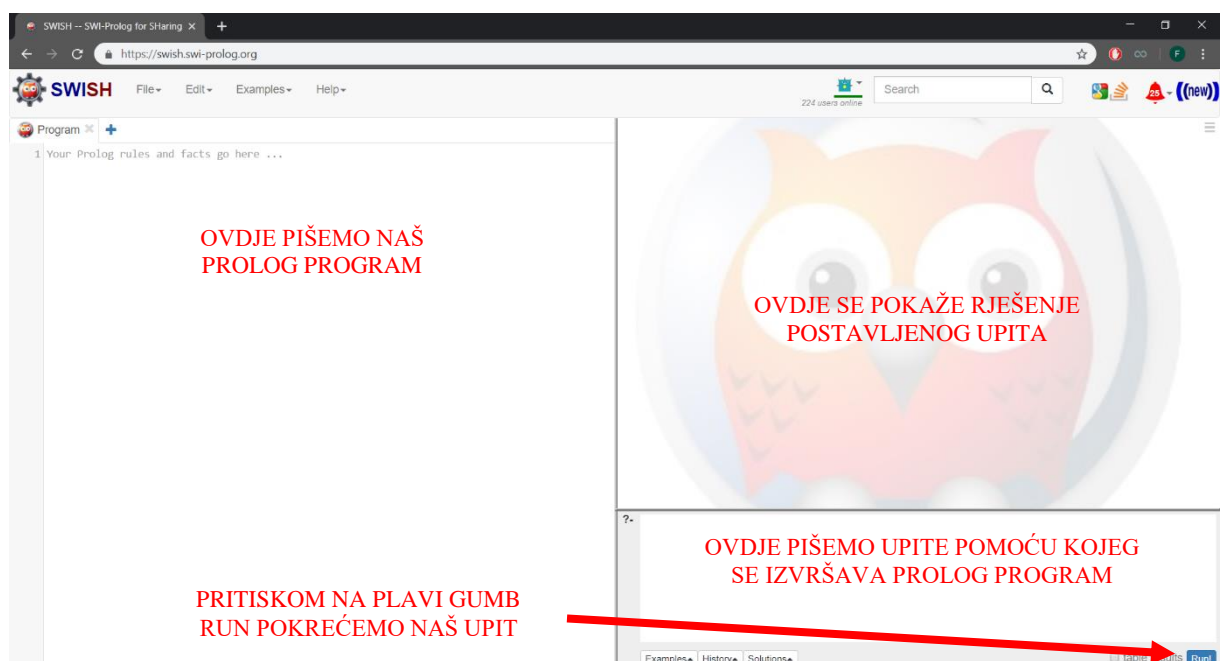 SWISH -- SWI-Prolog for SHaring
https://swish.swi-prolog.org
F
SWISH File Edit Examples Help
224 users online
Search
25
((new))
Program
1 Your Prolog rules and facts go here ...
OVDJE PIŠEMO NAŠ
PROLOG PROGRAM
OVDJE SE POKAŽE RJEŠENJE
POSTAVLJENOG UPITA
?-
OVDJE PIŠEMO UPITE POMOĆU KOJEG
SE IZVRŠAVA PROLOG PROGRAM
PRITISKOM NA PLAVI GUMB
RUN POKREĆEMO NAŠ UPIT
Examples History Solutions
table Run!